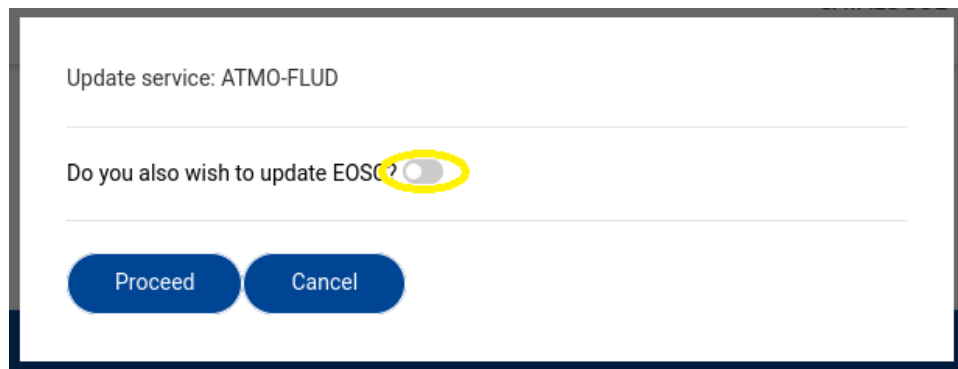 Update service: ATMO-FLUD
Do you also wish to update EOSC?
Proceed
Cancel